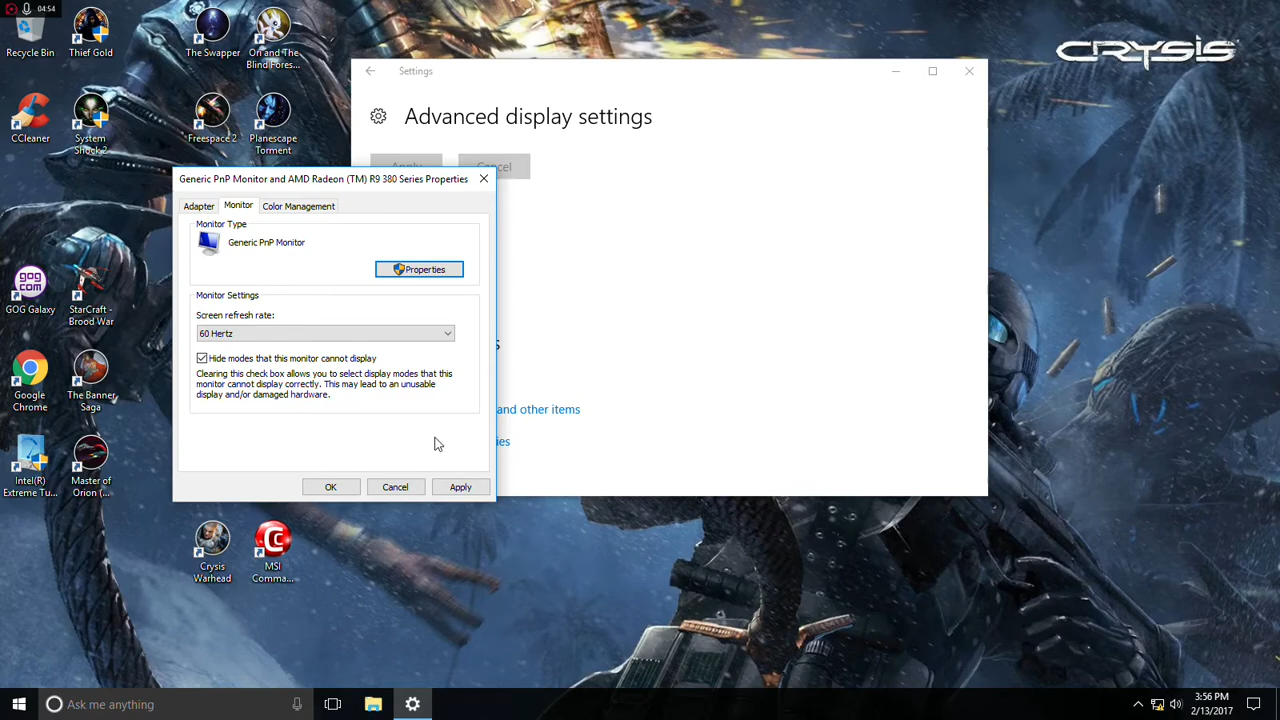 04:54
Recycle Bin
Thief Gold
The Swapper
Ori and The
Blind Fores...
CCleaner
System
Shock 2
Freespace 2
Planescape
Torment
GOG
COM
GOG Galaxy
StarCraft -
Brood War
Google
Chrome
The Banner
Saga
Intel(R)
Extreme Tu...
Master of
Orion (...
Crysis
Warhead
MSI
Comma...
CRYSIS
Settings
Advanced display settings
Apply
Cancel
s
and other items
ies
Generic PnP Monitor and AMD Radeon (TM) R9 380 Series Properties
Adapter
Monitor
Color Management
Monitor Type
Generic PnP Monitor
Properties
Monitor Settings
Screen refresh rate:
60 Hertz
Hide modes that this monitor cannot display
Clearing this check box allows you to select display modes that this
monitor cannot display correctly. This may lead to an unusable
display and/or damaged hardware.
OK
Cancel
Apply
Ask me anything
3:56 PM
2/13/2017